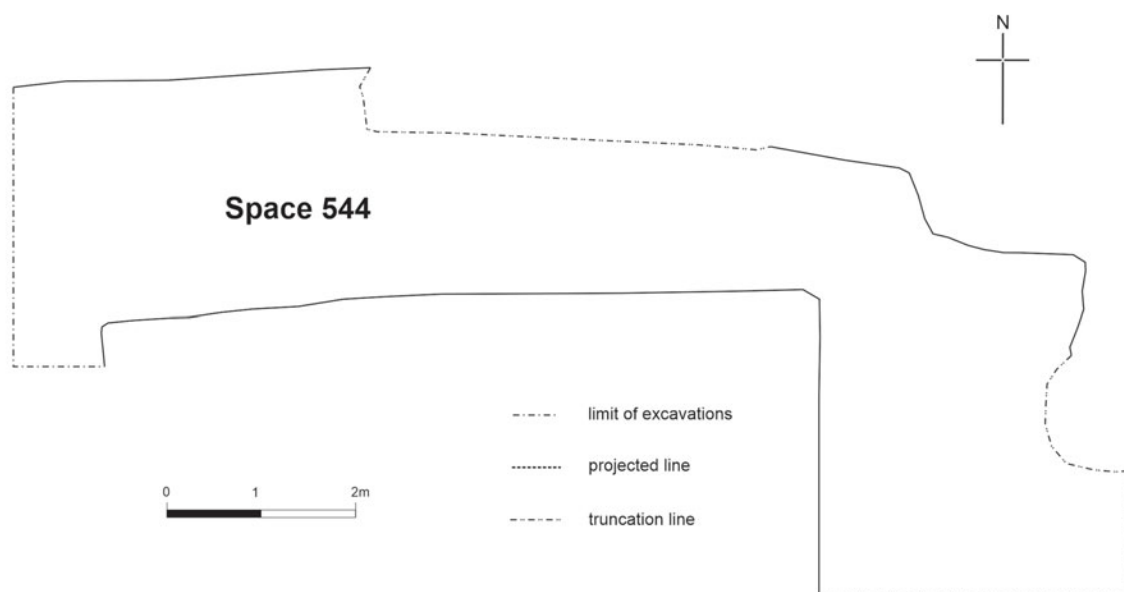 N
Space 544
limit of excavations
projected line
truncation line
0 1 2m